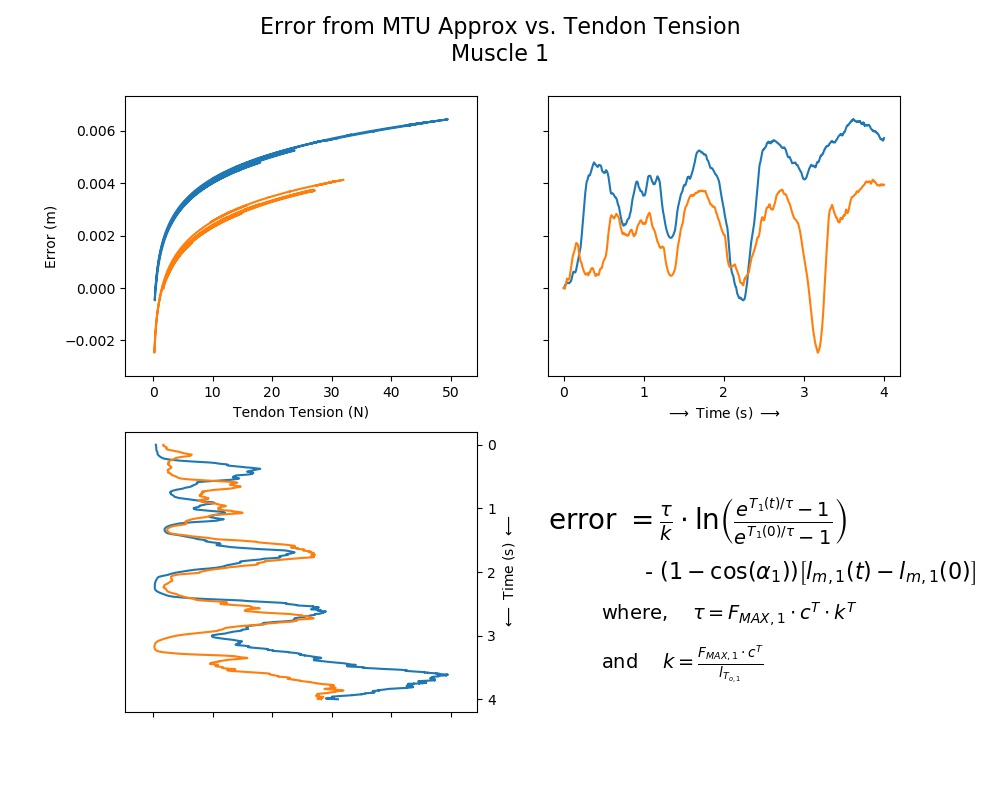 Error from MTU Approx vs. Tendon Tension
Muscle 1
Error (m)
0.006
0.004
0.002
0.000
−0.002
0 10 20 30 40 50
Tendon Tension (N)
0 1 2 3 4
⟶ Time (s) ⟶
0
1
2
3
4
⟵ Time (s) ⟵
error = τ/k · ln((e^{T₁(t)/τ} − 1)/(e^{T₁(0)/τ} − 1))
- (1 − cos(α₁))[l_{m,1}(t) − l_{m,1}(0)]
where, τ = F_{MAX,1} · c^T · k^T
and k = (F_{MAX,1} · c^T)/l_{T_{o,1}}